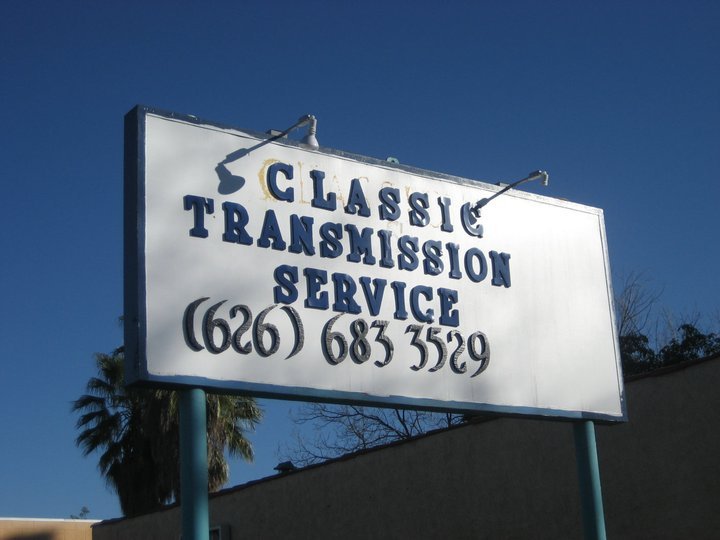 CLASSIC
TRANSMISSION
SERVICE
(626) 683 3529